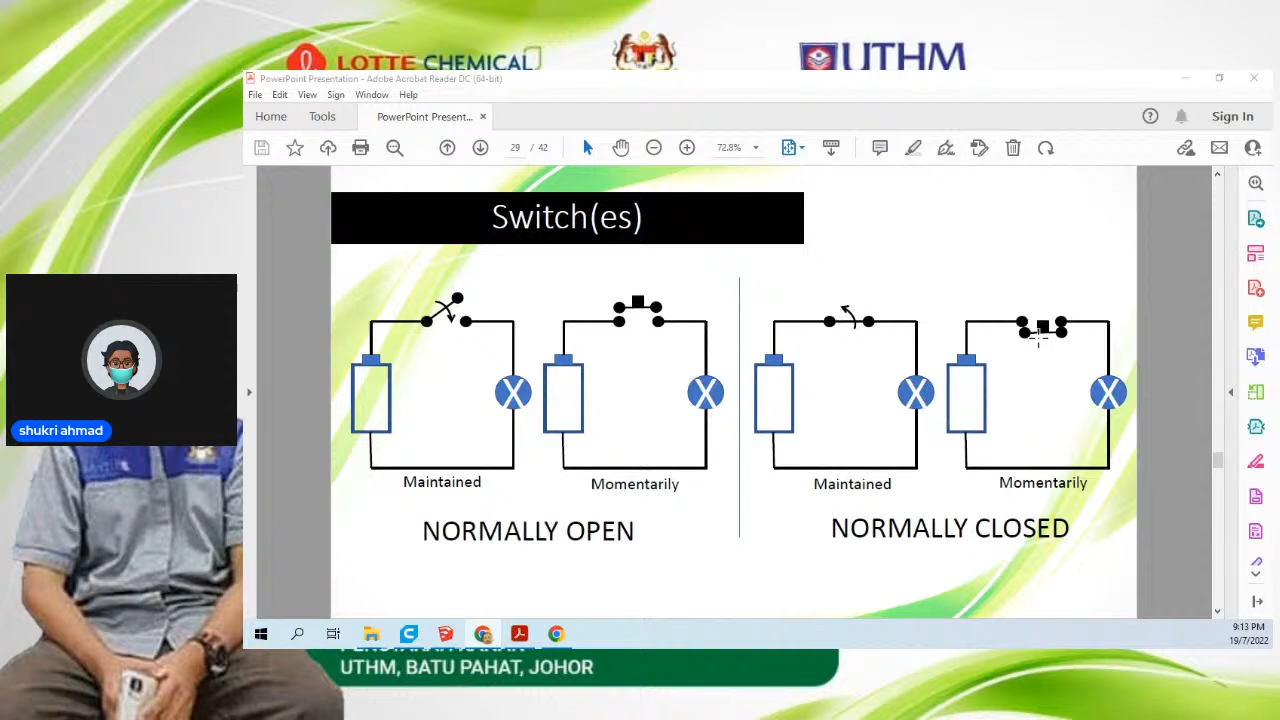 LOTTE CHEMICAL
UTHM
PowerPoint Presentation - Adobe Acrobat Reader DC (64-bit)
File Edit View Sign Window Help
Home Tools PowerPoint Present... Sign In
29 / 42 72.8%
Switch(es)
Maintained
Momentarily
Maintained
Momentarily
NORMALLY OPEN
NORMALLY CLOSED
shukri ahmad
9:13 PM
19/7/2022
UTHM, BATU PAHAT, JOHOR